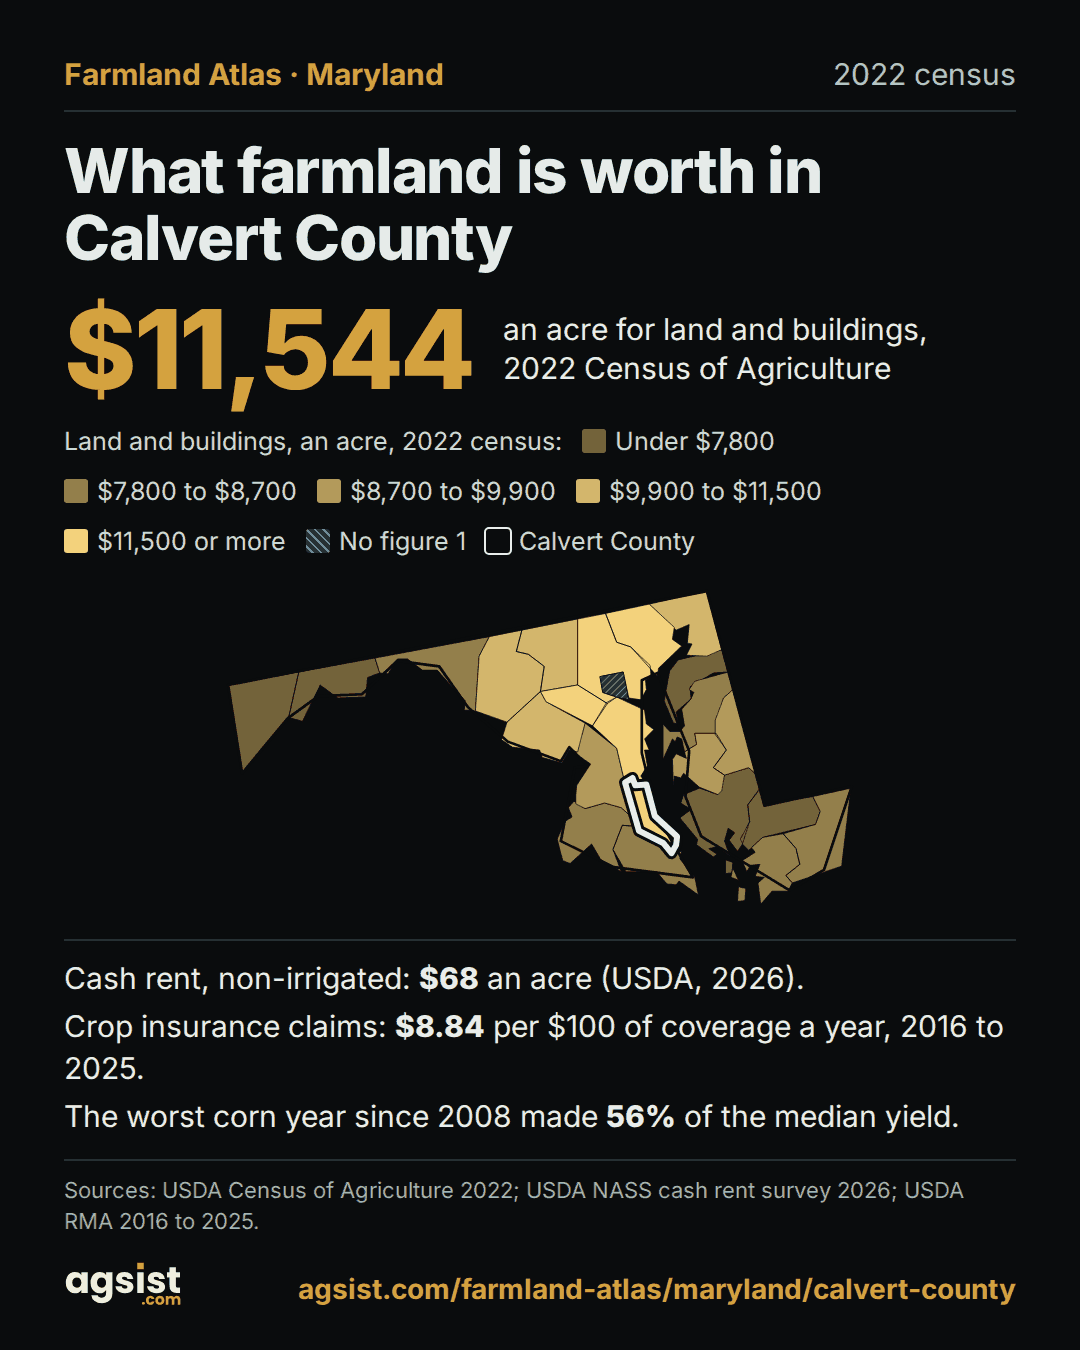 Farmland Atlas · Maryland
2022 census
What farmland is worth in
Calvert County
$11,544
an acre for land and buildings,
2022 Census of Agriculture
Land and buildings, an acre, 2022 census: Under $7,800
$7,800 to $8,700 $8,700 to $9,900 $9,900 to $11,500
$11,500 or more No figure 1 Calvert County
Cash rent, non-irrigated: $68 an acre (USDA, 2026).
Crop insurance claims: $8.84 per $100 of coverage a year, 2016 to
2025.
The worst corn year since 2008 made 56% of the median yield.
Sources: USDA Census of Agriculture 2022; USDA NASS cash rent survey 2026; USDA
RMA 2016 to 2025.
agsist
.com
agsist.com/farmland-atlas/maryland/calvert-county